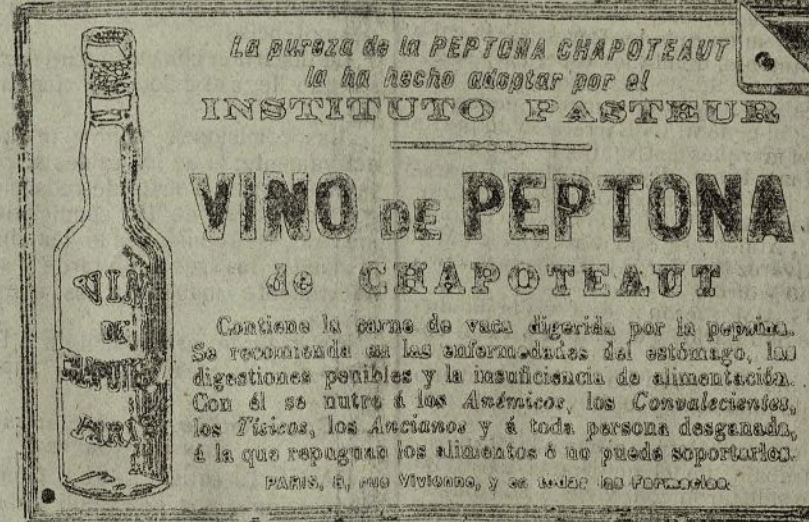 La pureza de la PEPTONA CHAPOTEAUT
la ha hecho adoptar por el
INSTITUTO PASTEUR
VINO DE PEPTONA
de CHAPOTEAUT
Contiene la carne de vaca digerida por la pepsina.
Se recomienda en las enfermedades del estómago, las
digestiones penibles y la insuficiencia de alimentación.
Con él se nutre á los Anémicos, los Convalecientes,
los Tísicos, los Ancianos y á toda persona desganada,
á la que repugnan los alimentos ó no puede soportarlos.
PARIS, 8, rue Vivienne, y en todas las Farmacias.
VIN
DE
CHAPOTEAUT
PARIS